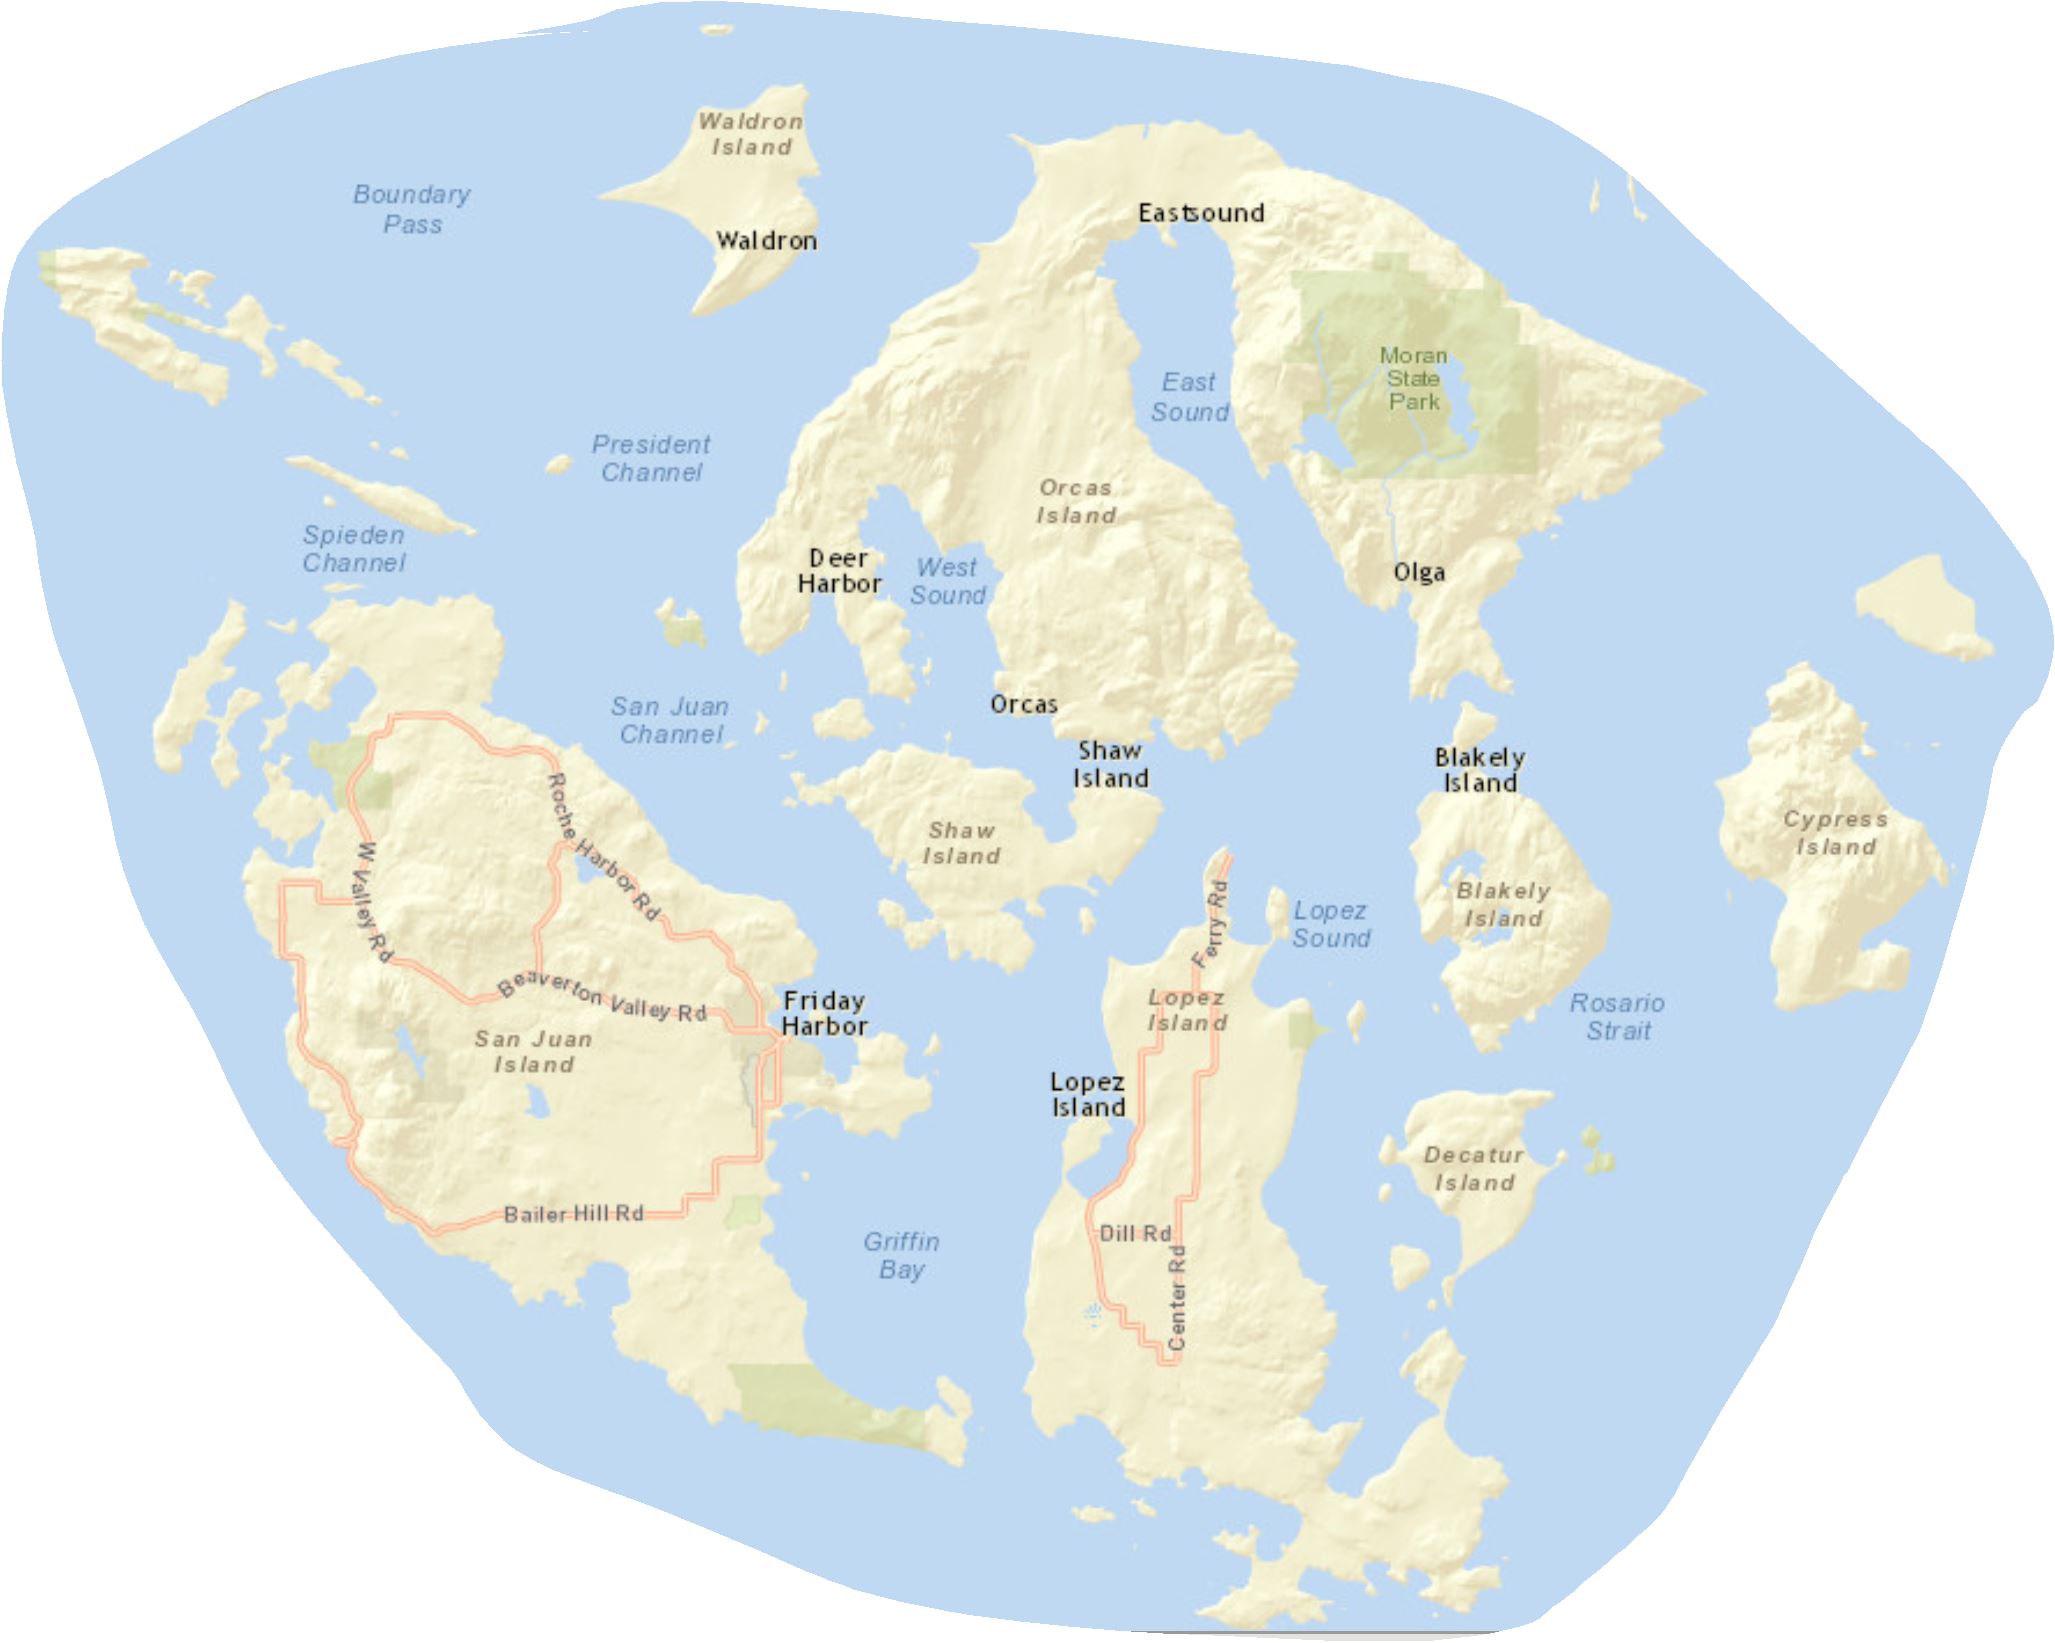 Waldron
Island
Boundary
Pass
Waldron
Eastsound
Moran
State
Park
East
Sound
President
Channel
Orcas
Island
Spieden
Channel
Deer
Harbor
West
Sound
Olga
San Juan
Channel
Orcas
Shaw
Island
Blakely
Island
Roche Harbor Rd
Cypress
Island
Shaw
Island
W Valley Rd
Blakely
Island
Ferry Rd
Lopez
Sound
Beaverton Valley Rd
Friday
Harbor
Lopez
Island
Rosario
Strait
San Juan
Island
Lopez
Island
Decatur
Island
Bailer Hill Rd
Dill Rd
Griffin
Bay
Center Rd